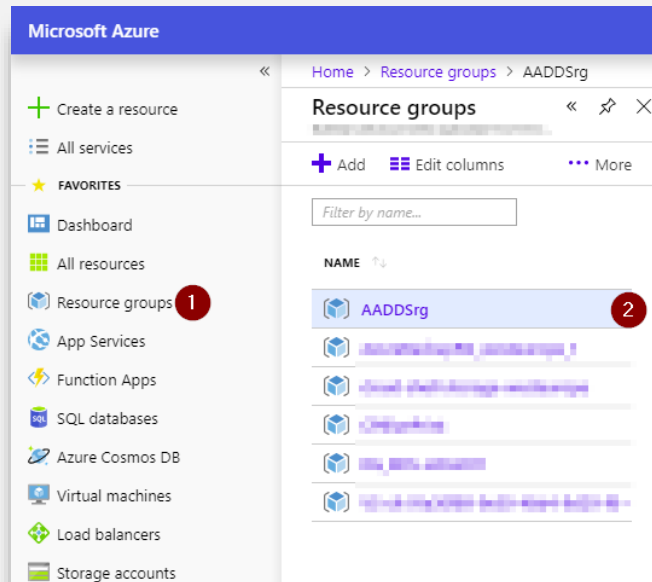 Microsoft Azure
«
Create a resource
All services
FAVORITES
Dashboard
All resources
Resource groups 1
App Services
Function Apps
SQL databases
Azure Cosmos DB
Virtual machines
Load balancers
Storage accounts
Home > Resource groups > AADDSrg
Resource groups «
Add Edit columns ••• More
Filter by name...
NAME ↑↓
AADDSrg 2